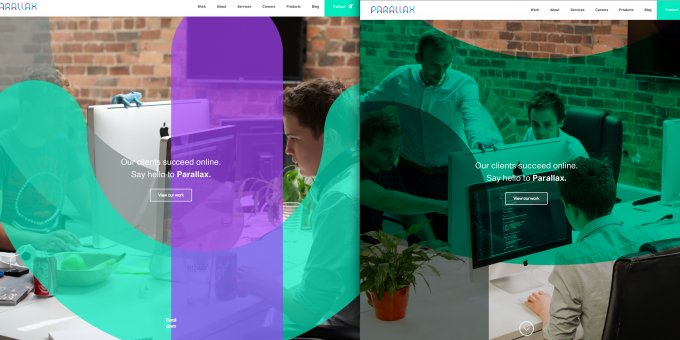 PARALLAX
Work About Services Careers Products Blog Contact
Our clients succeed online.
Say hello to Parallax.
View our work
Scroll
down
PARALLAX
Work About Services Careers Products Blog Contact
Our clients succeed online.
Say hello to Parallax.
View our work